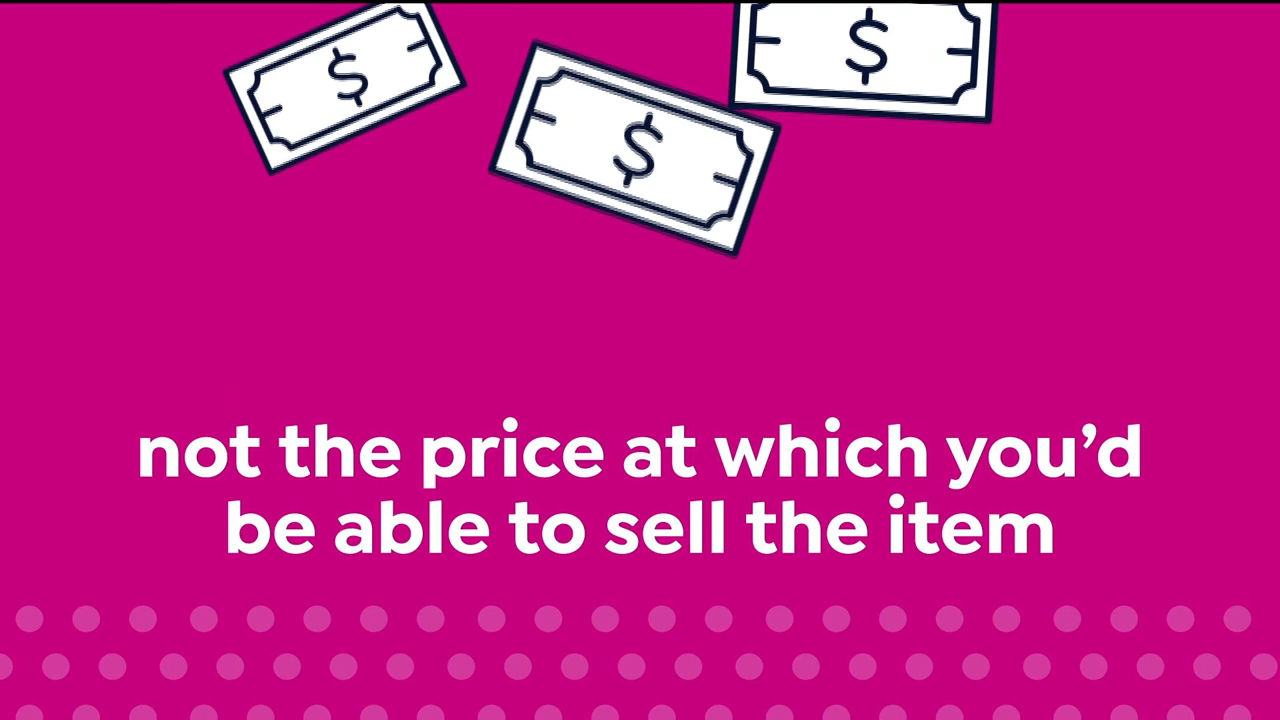 $
$
$
not the price at which you’d
be able to sell the item